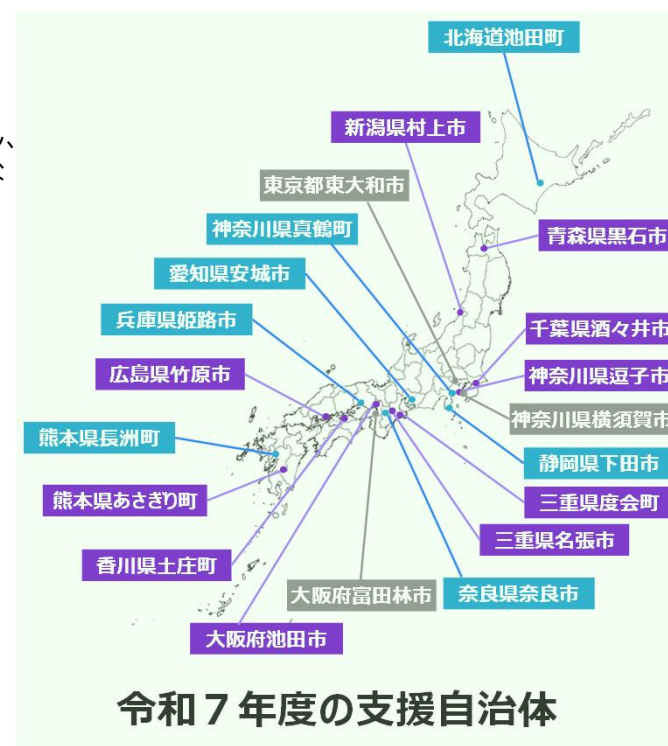 北海道池田町
新潟県村上市
東京都東大和市
神奈川県真鶴町
青森県黒石市
愛知県安城市
兵庫県姫路市
千葉県酒々井市
広島県竹原市
神奈川県逗子市
神奈川県横須賀市
熊本県長洲町
静岡県下田市
熊本県あさぎり町
三重県度会町
三重県名張市
香川県土庄町
大阪府富田林市
奈良県奈良市
大阪府池田市
令和7年度の支援自治体